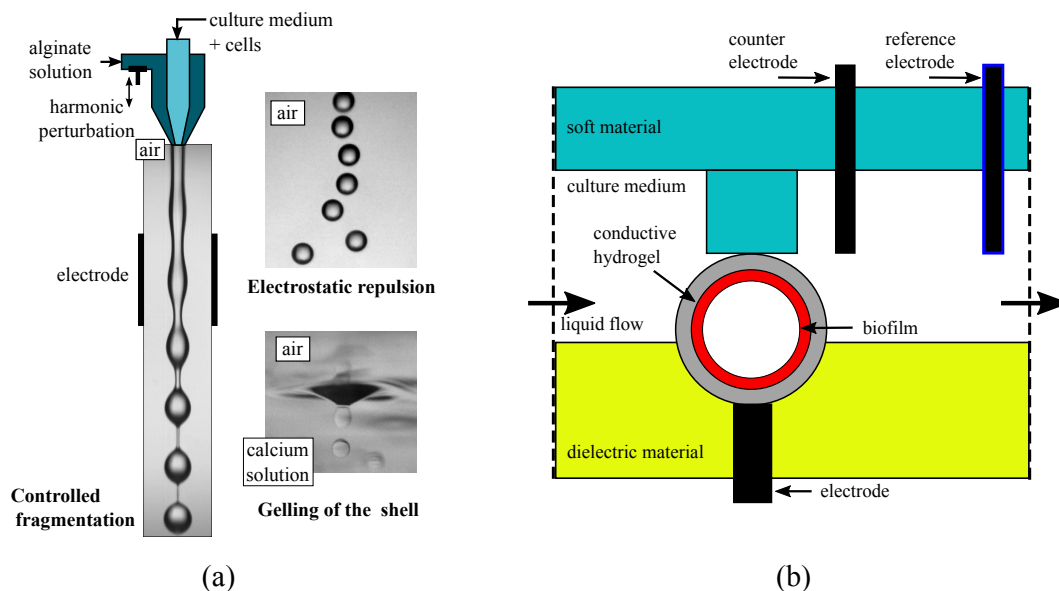 culture medium
+ cells
alginate
solution
harmonic
perturbation
air
electrode
Controlled
fragmentation
air
Electrostatic repulsion
air
calcium
solution
Gelling of the shell
(a)
counter
electrode
reference
electrode
soft material
culture medium
conductive
hydrogel
liquid flow
biofilm
dielectric material
electrode
(b)